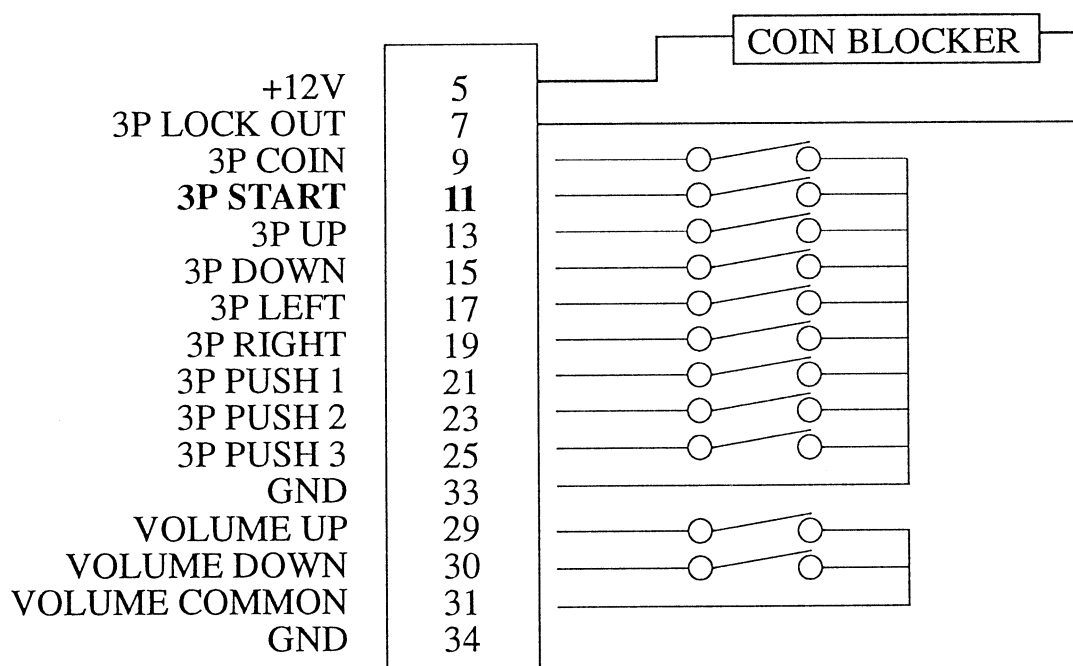 COIN BLOCKER
+12V 5
3P LOCK OUT 7
3P COIN 9
3P START 11
3P UP 13
3P DOWN 15
3P LEFT 17
3P RIGHT 19
3P PUSH 1 21
3P PUSH 2 23
3P PUSH 3 25
GND 33
VOLUME UP 29
VOLUME DOWN 30
VOLUME COMMON 31
GND 34